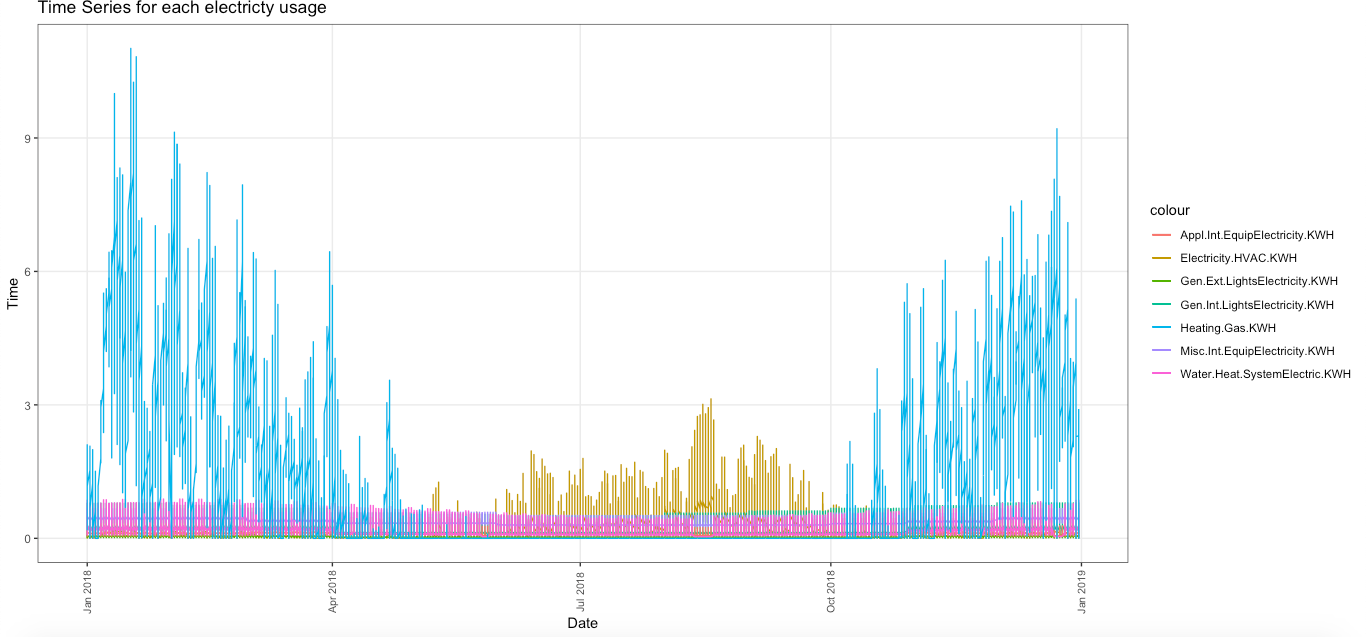 Time Series for each electricty usage
9
6
3
0
Time
Jan 2018
Apr 2018
Jul 2018
Oct 2018
Jan 2019
Date
colour
Appl.Int.EquipElectricity.KWH
Electricity.HVAC.KWH
Gen.Ext.LightsElectricity.KWH
Gen.Int.LightsElectricity.KWH
Heating.Gas.KWH
Misc.Int.EquipElectricity.KWH
Water.Heat.SystemElectric.KWH